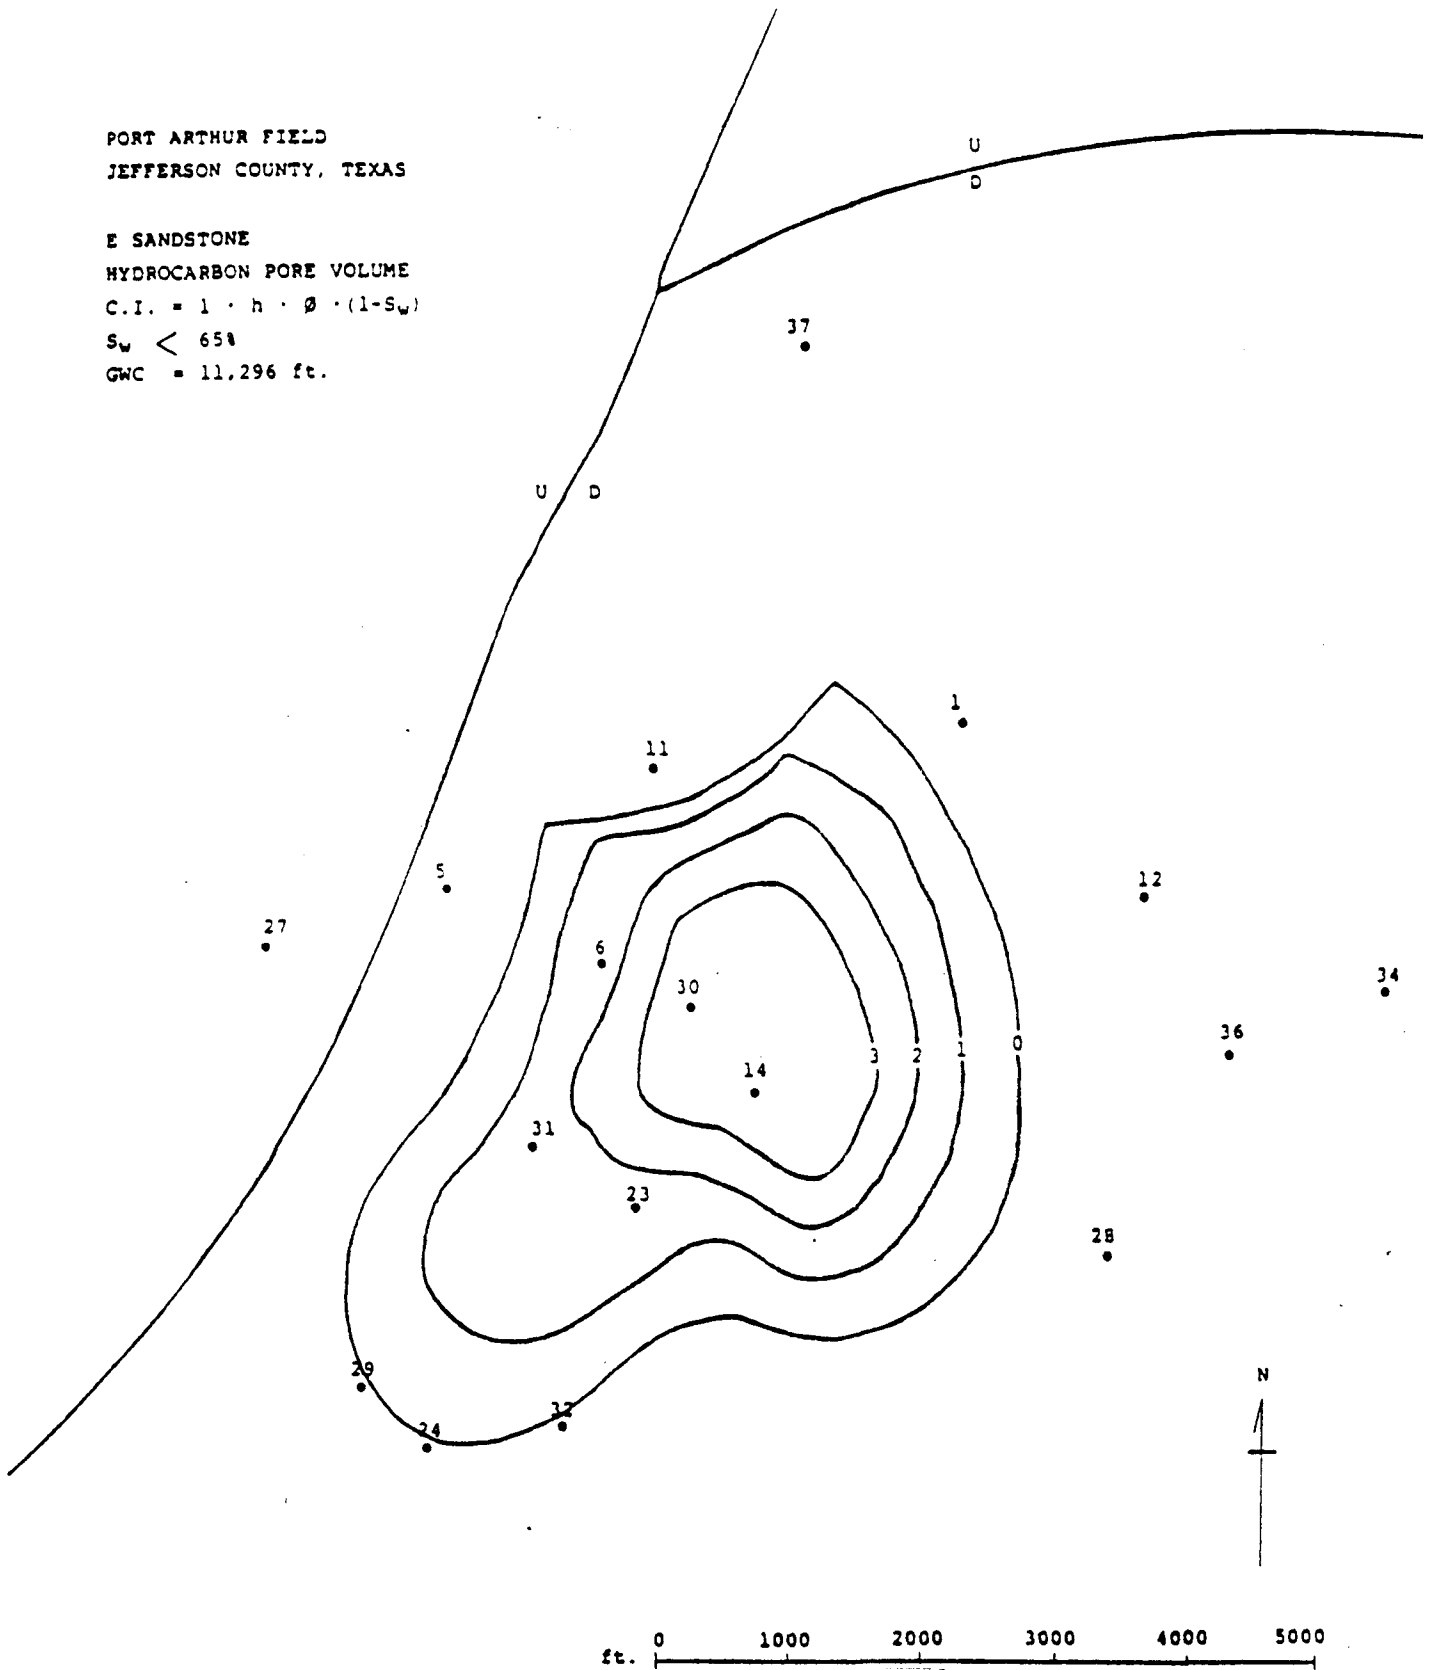 PORT ARTHUR FIELD
JEFFERSON COUNTY, TEXAS
E SANDSTONE
HYDROCARBON PORE VOLUME
C.I. = 1 · h · Ø · (1-Sw)
Sw < 65%
GWC = 11,296 ft.
U
D
37
U D
1
11
5
12
27
6
34
30
36
3 2 1 0
14
31
23
28
29
N
32
24
0 1000 2000 3000 4000 5000
ft.